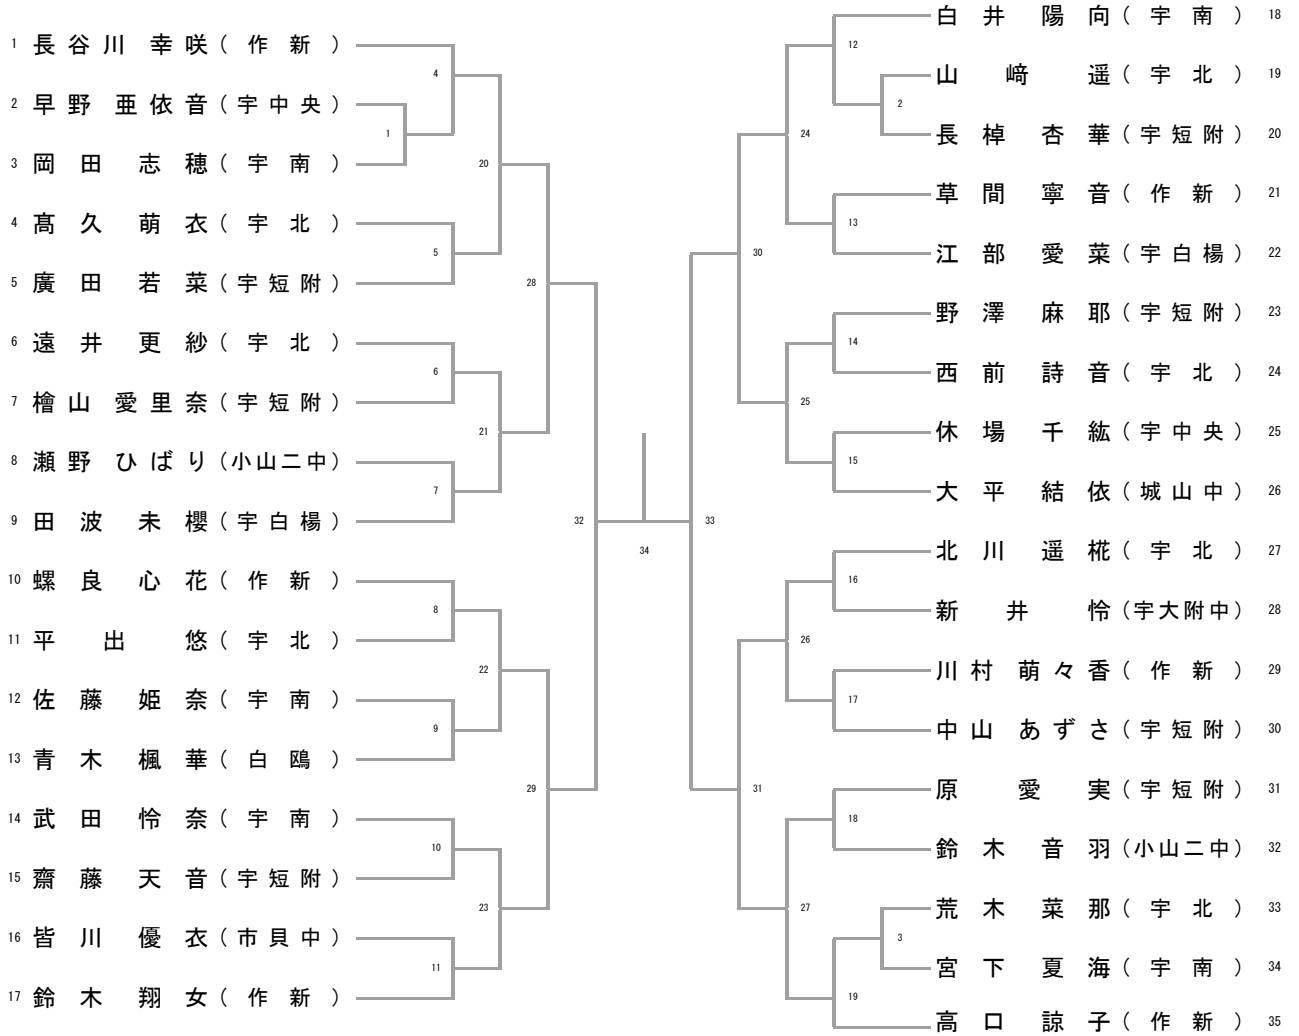 1 長谷川 幸咲 ( 作新 )
2 早野 亜依音 ( 宇中央 )
3 岡田 志穂 ( 宇南 )
4 髙久 萌衣 ( 宇北 )
5 廣田 若菜 ( 宇短附 )
6 遠井 更紗 ( 宇北 )
7 檜山 愛里奈 ( 宇短附 )
8 瀬野 ひばり (小山二中)
9 田波 未櫻 ( 宇白楊 )
10 螺良 心花 ( 作新 )
11 平出 悠 ( 宇北 )
12 佐藤 姫奈 ( 宇南 )
13 青木 楓華 ( 白鴎 )
14 武田 怜奈 ( 宇南 )
15 齋藤 天音 ( 宇短附 )
16 皆川 優衣 ( 市貝中 )
17 鈴木 翔女 ( 作新 )
4
1
20
5
28
6
21
7
32
8
22
9
29
10
23
11
34
33
12
2
24
13
30
14
25
15
16
26
17
31
18
27
3
19
白井 陽向 ( 宇南 ) 18
山﨑 遥 ( 宇北 ) 19
長棹 杏華 ( 宇短附 ) 20
草間 寧音 ( 作新 ) 21
江部 愛菜 ( 宇白楊 ) 22
野澤 麻耶 ( 宇短附 ) 23
西前 詩音 ( 宇北 ) 24
休場 千紘 ( 宇中央 ) 25
大平 結依 ( 城山中 ) 26
北川 遥椛 ( 宇北 ) 27
新井 怜 (宇大附中) 28
川村 萌々香 ( 作新 ) 29
中山 あずさ ( 宇短附 ) 30
原 愛実 ( 宇短附 ) 31
鈴木 音羽 (小山二中) 32
荒木 菜那 ( 宇北 ) 33
宮下 夏海 ( 宇南 ) 34
高口 諒子 ( 作新 ) 35